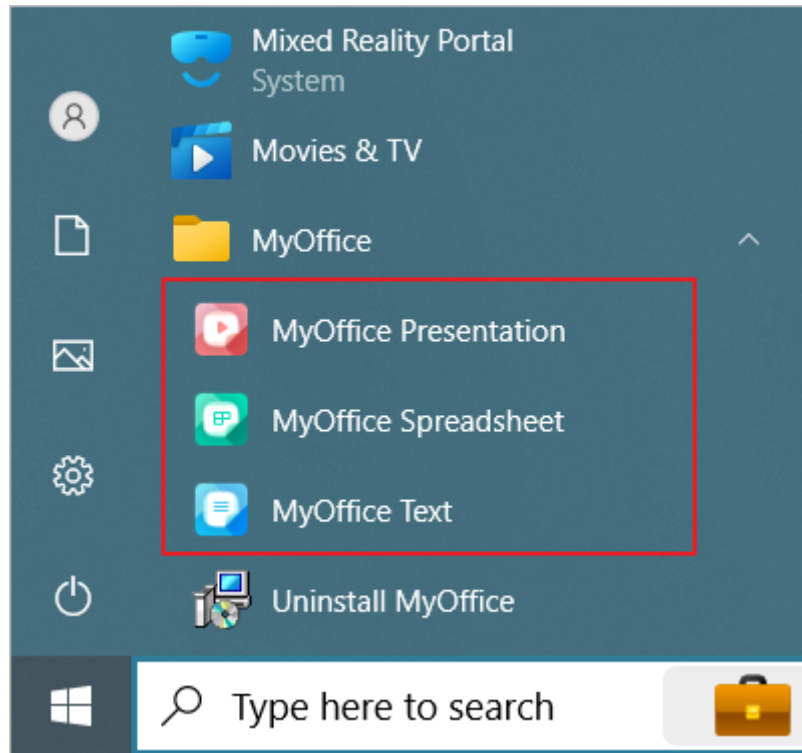 Mixed Reality Portal
System
Movies & TV
MyOffice
MyOffice Presentation
MyOffice Spreadsheet
MyOffice Text
Uninstall MyOffice
Type here to search